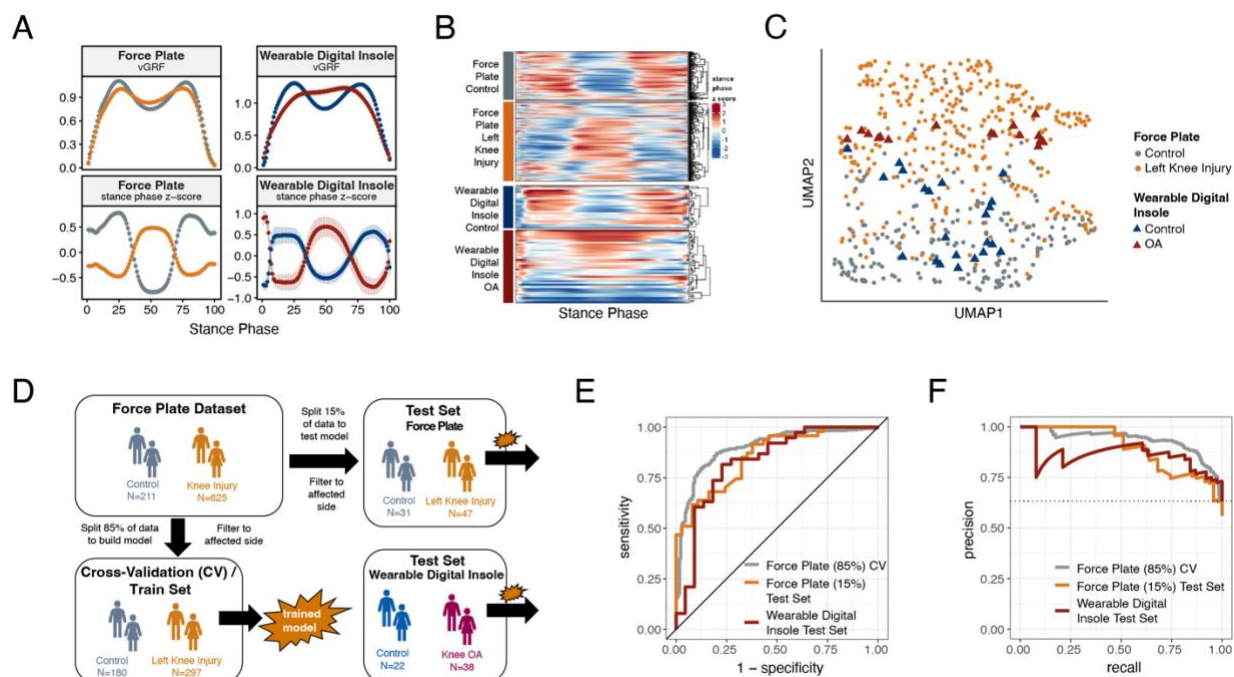 A
Force Plate
vGRF
Wearable Digital Insole
vGRF
0.9
0.6
0.3
0.0
1.0
0.5
0.0
Force Plate
stance phase z-score
Wearable Digital Insole
stance phase z-score
0.5
0.0
−0.5
1.0
0.5
0.0
−0.5
−1.0
0 25 50 75 100
0 25 50 75 100
Stance Phase
B
Force
Plate
Control
Force
Plate
Left
Knee
Injury
Wearable
Digital
Insole
Control
Wearable
Digital
Insole
OA
stance
phase
z score
Stance Phase
C
UMAP2
UMAP1
Force Plate
Control
Left Knee Injury
Wearable Digital
Insole
Control
OA
D
Force Plate Dataset
Control
N=211
Knee Injury
N=625
Split 15%
of data to
test model
Filter to
affected
side
Test Set
Force Plate
Control
N=31
Left Knee Injury
N=47
Split 85% of data
to build model
Filter to
affected side
Cross-Validation (CV) /
Train Set
Control
N=180
Left Knee Injury
N=297
trained
model
Test Set
Wearable Digital Insole
Control
N=22
Knee OA
N=38
E
sensitivity
1.00
0.75
0.50
0.25
0.00
Force Plate (85%) CV
Force Plate (15%)
Test Set
Wearable Digital
Insole Test Set
0.00 0.25 0.50 0.75 1.00
1 − specificity
F
precision
1.00
0.75
0.50
0.25
0.00
Force Plate (85%) CV
Force Plate (15%) Test Set
Wearable Digital
Insole Test Set
0.00 0.25 0.50 0.75 1.00
recall